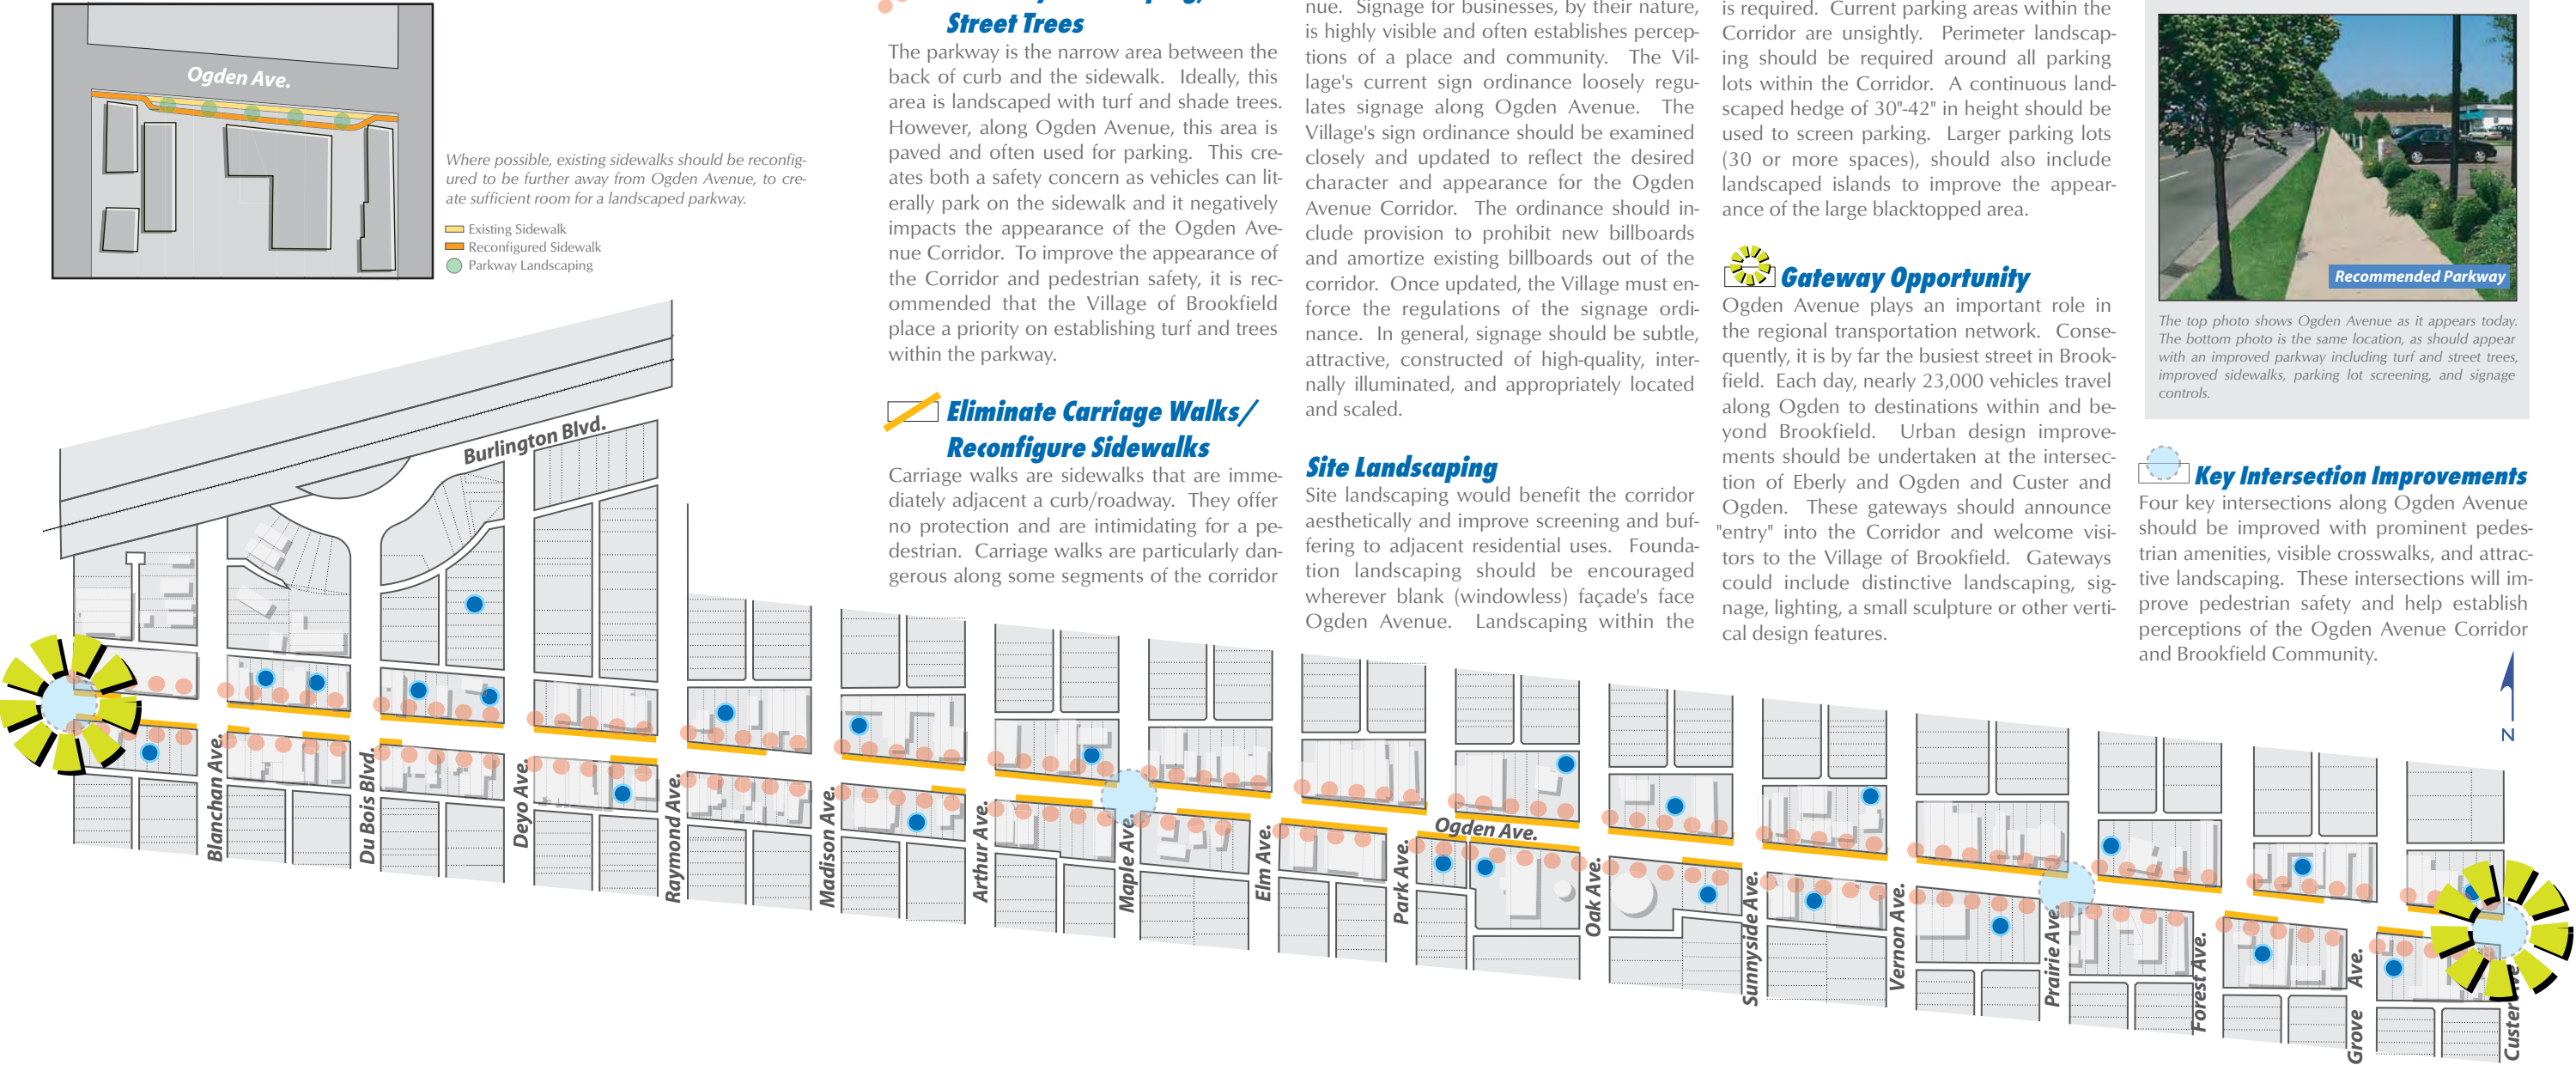 Ogden Ave.
Where possible, existing sidewalks should be reconfig-
ured to be further away from Ogden Avenue, to cre-
ate sufficient room for a landscaped parkway.
Existing Sidewalk
Reconfigured Sidewalk
Parkway Landscaping
Street Trees
The parkway is the narrow area between the
back of curb and the sidewalk. Ideally, this
area is landscaped with turf and shade trees.
However, along Ogden Avenue, this area is
paved and often used for parking. This cre-
ates both a safety concern as vehicles can lit-
erally park on the sidewalk and it negatively
impacts the appearance of the Ogden Ave-
nue Corridor. To improve the appearance of
the Corridor and pedestrian safety, it is rec-
ommended that the Village of Brookfield
place a priority on establishing turf and trees
within the parkway.
Eliminate Carriage Walks/
Reconfigure Sidewalks
Carriage walks are sidewalks that are imme-
diately adjacent a curb/roadway. They offer
no protection and are intimidating for a pe-
destrian. Carriage walks are particularly dan-
gerous along some segments of the corridor
nue. Signage for businesses, by their nature,
is highly visible and often establishes percep-
tions of a place and community. The Vil-
lage's current sign ordinance loosely regu-
lates signage along Ogden Avenue. The
Village's sign ordinance should be examined
closely and updated to reflect the desired
character and appearance for the Ogden
Avenue Corridor. The ordinance should in-
clude provision to prohibit new billboards
and amortize existing billboards out of the
corridor. Once updated, the Village must en-
force the regulations of the signage ordi-
nance. In general, signage should be subtle,
attractive, constructed of high-quality, inter-
nally illuminated, and appropriately located
and scaled.
Site Landscaping
Site landscaping would benefit the corridor
aesthetically and improve screening and buf-
fering to adjacent residential uses. Founda-
tion landscaping should be encouraged
wherever blank (windowless) façade's face
Ogden Avenue. Landscaping within the
is required. Current parking areas within the
Corridor are unsightly. Perimeter landscap-
ing should be required around all parking
lots within the Corridor. A continuous land-
scaped hedge of 30"-42" in height should be
used to screen parking. Larger parking lots
(30 or more spaces), should also include
landscaped islands to improve the appear-
ance of the large blacktopped area.
Gateway Opportunity
Ogden Avenue plays an important role in
the regional transportation network. Conse-
quently, it is by far the busiest street in Brook-
field. Each day, nearly 23,000 vehicles travel
along Ogden to destinations within and be-
yond Brookfield. Urban design improve-
ments should be undertaken at the intersec-
tion of Eberly and Ogden and Custer and
Ogden. These gateways should announce
"entry" into the Corridor and welcome visi-
tors to the Village of Brookfield. Gateways
could include distinctive landscaping, sig-
nage, lighting, a small sculpture or other verti-
cal design features.
Recommended Parkway
The top photo shows Ogden Avenue as it appears today.
The bottom photo is the same location, as should appear
with an improved parkway including turf and street trees,
improved sidewalks, parking lot screening, and signage
controls.
Key Intersection Improvements
Four key intersections along Ogden Avenue
should be improved with prominent pedes-
trian amenities, visible crosswalks, and attrac-
tive landscaping. These intersections will im-
prove pedestrian safety and help establish
perceptions of the Ogden Avenue Corridor
and Brookfield Community.
N
Burlington Blvd.
Blanchan Ave.
Du Bois Blvd.
Deyo Ave.
Raymond Ave.
Madison Ave.
Arthur Ave.
Maple Ave.
Elm Ave.
Park Ave.
Ogden Ave.
Oak Ave.
Sunnyside Ave.
Vernon Ave.
Prairie Ave.
Forest Ave.
Grove Ave.
Custer